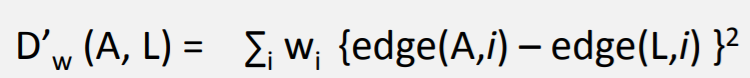 D’w (A, L) = ∑i wi {edge(A,i) – edge(L,i) }²